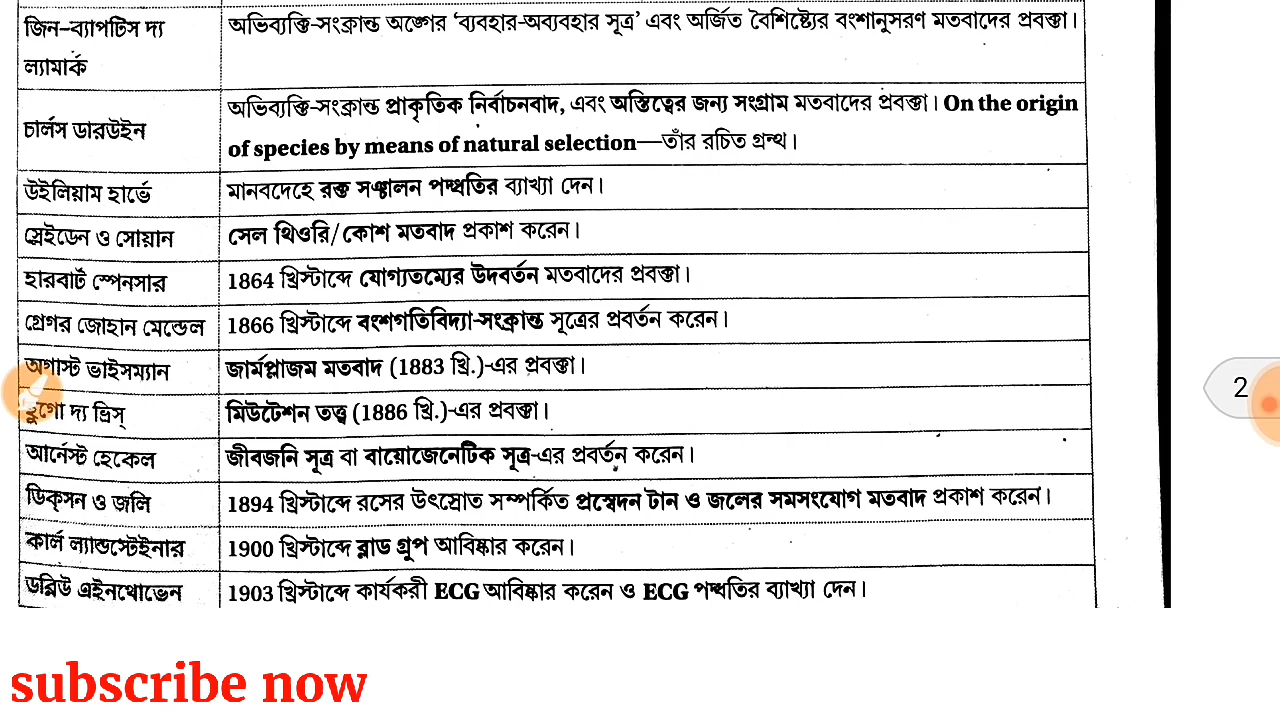 জিন-ব্যাপটিস দ্য
ল্যামার্ক
অভিব্যক্তি-সংক্রান্ত অঙ্গের ‘ব্যবহার-অব্যবহার সূত্র’ এবং অর্জিত বৈশিষ্ট্যের বংশানুসরণ মতবাদের প্রবক্তা।
চার্লস ডারউইন
অভিব্যক্তি-সংক্রান্ত প্রাকৃতিক নির্বাচনবাদ, এবং অস্তিত্বের জন্য সংগ্রাম মতবাদের প্রবক্তা। On the origin
of species by means of natural selection—তাঁর রচিত গ্রন্থ।
উইলিয়াম হার্ভে
মানবদেহে রক্ত সঞ্চালন পদ্ধতির ব্যাখ্যা দেন।
স্লেইডেন ও সোয়ান
সেল থিওরি/কোশ মতবাদ প্রকাশ করেন।
হারবার্ট স্পেনসার
1864 খ্রিস্টাব্দে যোগ্যতম্যের উদবর্তন মতবাদের প্রবক্তা।
গ্রেগর জোহান মেন্ডেল
1866 খ্রিস্টাব্দে বংশগতিবিদ্যা-সংক্রান্ত সূত্রের প্রবর্তন করেন।
অগাস্ট ভাইসম্যান
জার্মপ্লাজম মতবাদ (1883 খ্রি.)-এর প্রবক্তা।
হুগো দ্য ভ্রিস্
মিউটেশন তত্ত্ব (1886 খ্রি.)-এর প্রবক্তা।
আর্নেস্ট হেকেল
জীবজনি সূত্র বা বায়োজেনেটিক সূত্র-এর প্রবর্তন করেন।
ডিক্সন ও জলি
1894 খ্রিস্টাব্দে রসের উৎস্রোত সম্পর্কিত প্রস্বেদন টান ও জলের সমসংযোগ মতবাদ প্রকাশ করেন।
কার্ল ল্যান্ডস্টেইনার
1900 খ্রিস্টাব্দে ব্লাড গ্রুপ আবিষ্কার করেন।
ডব্লিউ এইনথোভেন
1903 খ্রিস্টাব্দে কার্যকরী ECG আবিষ্কার করেন ও ECG পদ্ধতির ব্যাখ্যা দেন।
2
subscribe now